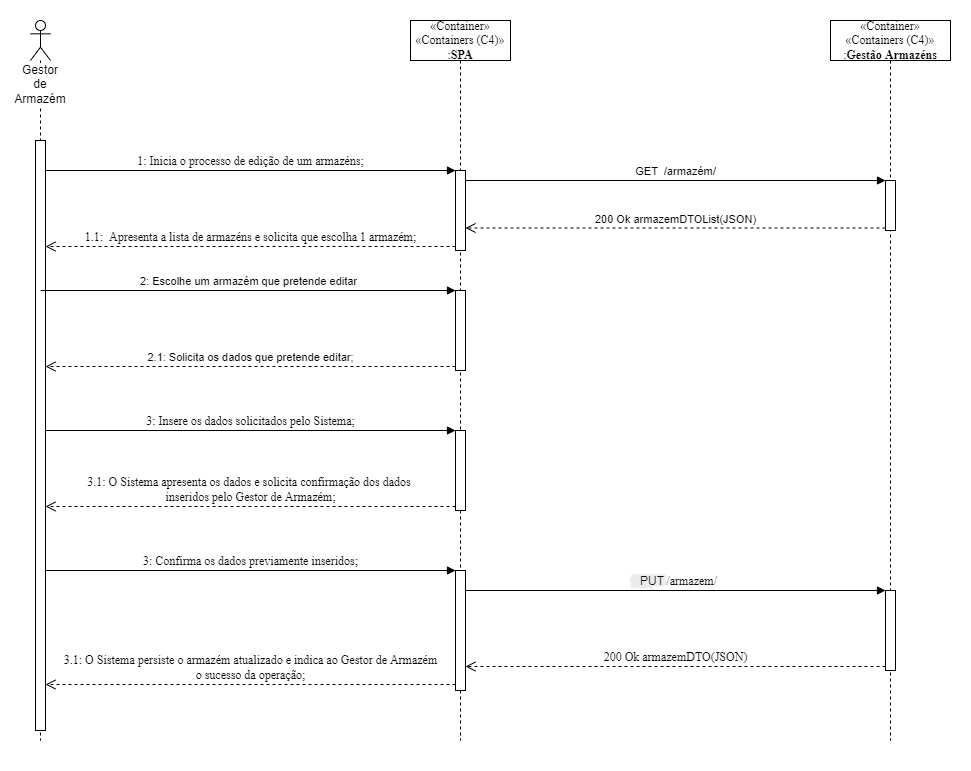 «Container»
«Containers (C4)»
:SPA
«Container»
«Containers (C4)»
:Gestão Armazéns
Gestor
de
Armazém
1: Inicia o processo de edição de um armazéns;
GET /armazém/
200 Ok armazemDTOList(JSON)
1.1: Apresenta a lista de armazéns e solicita que escolha 1 armazém;
2: Escolhe um armazém que pretende editar
2.1: Solicita os dados que pretende editar;
3: Insere os dados solicitados pelo Sistema;
3.1: O Sistema apresenta os dados e solicita confirmação dos dados
inseridos pelo Gestor de Armazém;
3: Confirma os dados previamente inseridos;
PUT /armazem/
200 Ok armazemDTO(JSON)
3.1: O Sistema persiste o armazém atualizado e indica ao Gestor de Armazém
o sucesso da operação;